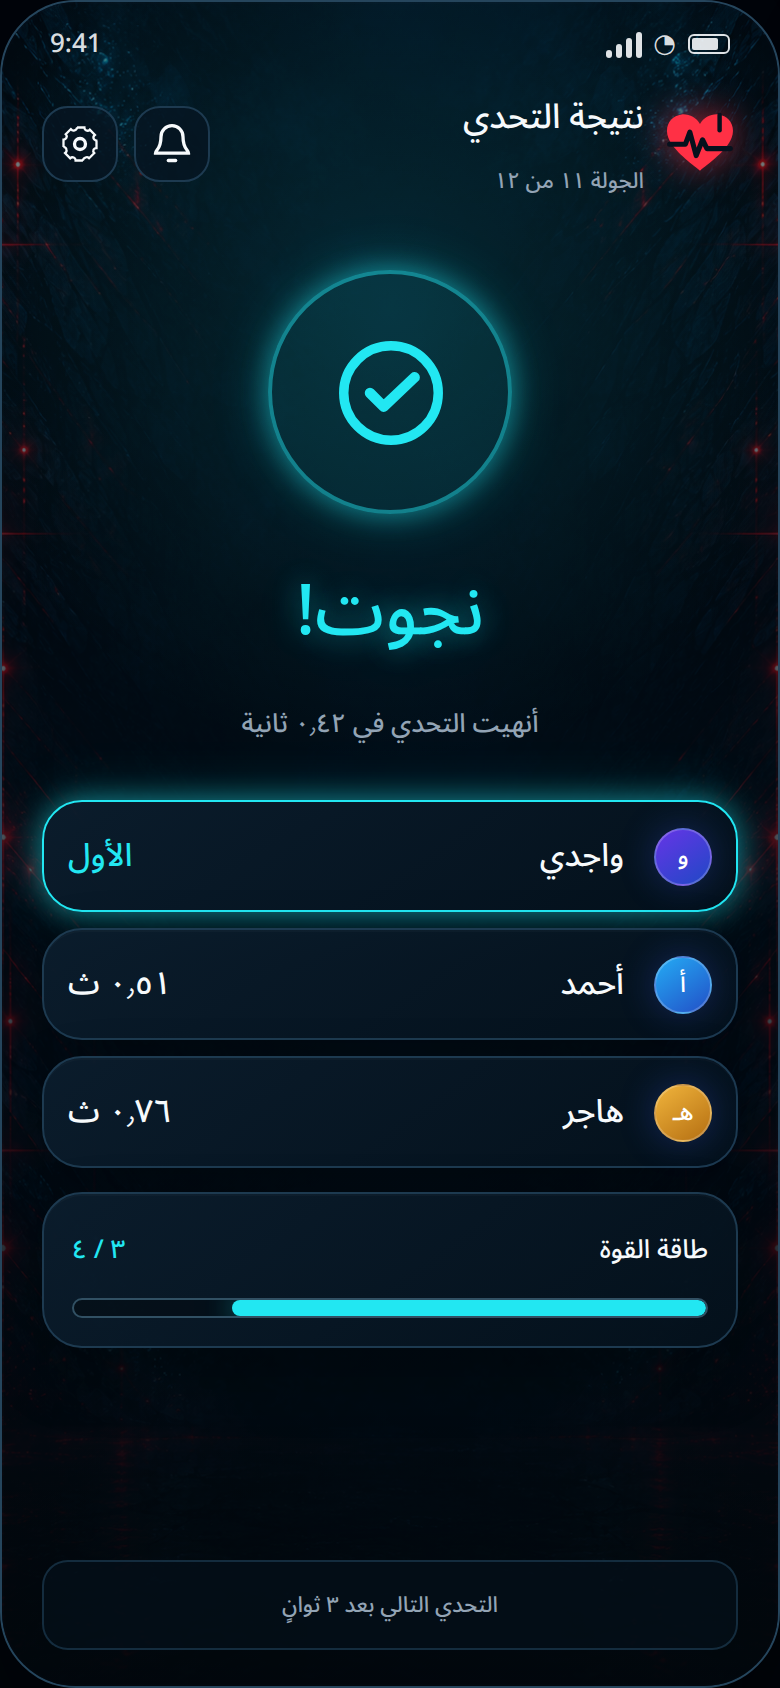 9:41
نتيجة التحدي
الجولة ١١ من ١٢
نجوت!
أنهيت التحدي في ٠٫٤٢ ثانية
و واجدي الأول
أ أحمد ٠٫٥١ ث
هـ هاجر ٠٫٧٦ ث
طاقة القوة ٣ / ٤
التحدي التالي بعد ٣ ثوانٍ